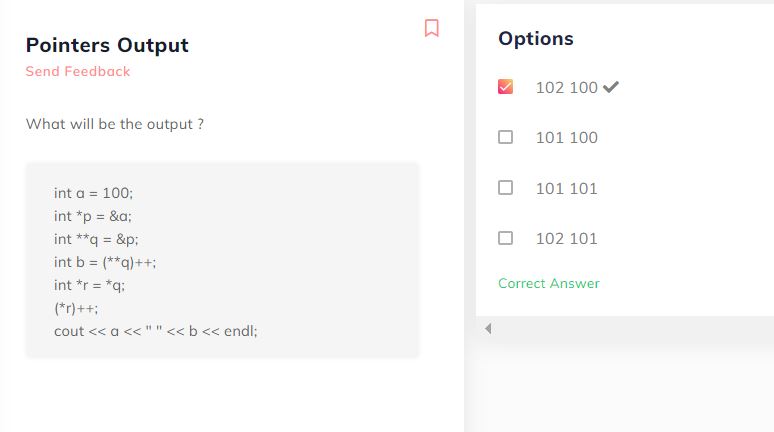 Pointers Output
Send Feedback
What will be the output ?
int a = 100;
int *p = &a;
int **q = &p;
int b = (**q)++;
int *r = *q;
(*r)++;
cout << a << " " << b << endl;
Options
102 100
101 100
101 101
102 101
Correct Answer